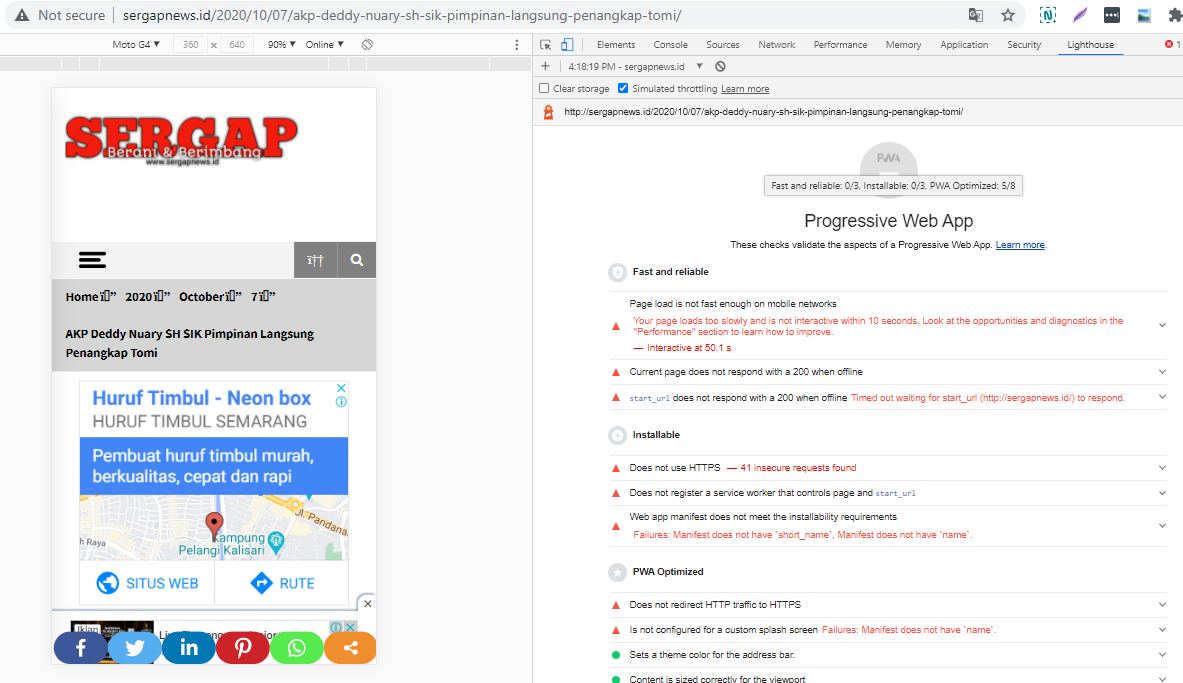 Not secure
sergapnews.id/2020/10/07/akp-deddy-nuary-sh-sik-pimpinan-langsung-penangkap-tomi/
Moto G4 ▼ 360 x 640 90% ▼ Online ▼
SERGAP
Berani & Berimbang
www.sergapnews.id
ï††
Homeï” 2020ï” Octoberï” 7ï”
AKP Deddy Nuary SH SIK Pimpinan Langsung
Penangkap Tomi
Huruf Timbul - Neon box
HURUF TIMBUL SEMARANG
Pembuat huruf timbul murah,
berkualitas, cepat dan rapi
Jl. Pandana
h Raya
Kampung
Pelangi Kalisari
SITUS WEB
RUTE
Iklan
Elements Console Sources Network Performance Memory Application Security Lighthouse 1
4:18:19 PM - sergapnews.id ▼
Clear storage Simulated throttling Learn more
http://sergapnews.id/2020/10/07/akp-deddy-nuary-sh-sik-pimpinan-langsung-penangkap-tomi/
PWA
Fast and reliable: 0/3, Installable: 0/3, PWA Optimized: 5/8
Progressive Web App
These checks validate the aspects of a Progressive Web App. Learn more.
Fast and reliable
Page load is not fast enough on mobile networks
Your page loads too slowly and is not interactive within 10 seconds. Look at the opportunities and diagnostics in the
"Performance" section to learn how to improve.
— Interactive at 50.1 s
Current page does not respond with a 200 when offline
start_url does not respond with a 200 when offline Timed out waiting for start_url (http://sergapnews.id/) to respond.
Installable
Does not use HTTPS — 41 insecure requests found
Does not register a service worker that controls page and start_url
Web app manifest does not meet the installability requirements
Failures: Manifest does not have `short_name`, Manifest does not have `name`.
PWA Optimized
Does not redirect HTTP traffic to HTTPS
Is not configured for a custom splash screen Failures: Manifest does not have `name`.
Sets a theme color for the address bar.
Content is sized correctly for the viewport